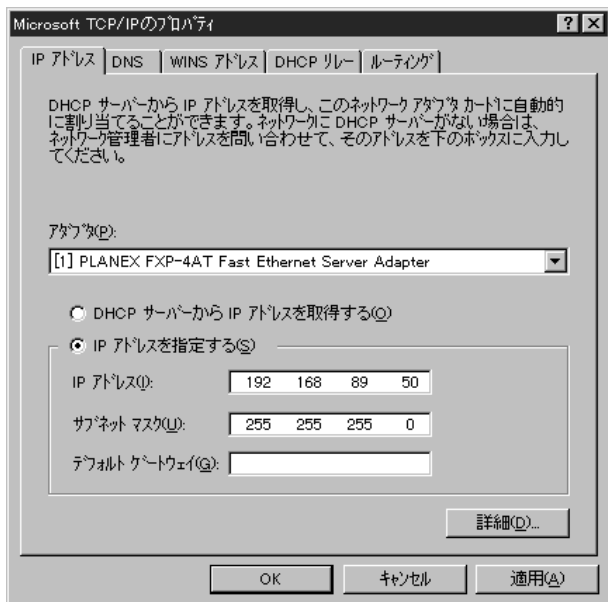 Microsoft TCP/IPのプロパティ
IP アドレス DNS WINS アドレス DHCP リレー ルーティング
DHCP サーバーから IP アドレスを取得し、このネットワーク アダプタ カードに自動的
に割り当てることができます。ネットワークに DHCP サーバーがない場合は、
ネットワーク管理者にアドレスを問い合わせて、そのアドレスを下のボックスに入力し
てください。
アダプタ(P):
[1] PLANEX FXP-4AT Fast Ethernet Server Adapter
DHCP サーバーから IP アドレスを取得する(O)
IP アドレスを指定する(S)
IP アドレス(I): 192 168 89 50
サブネット マスク(U): 255 255 255 0
デフォルト ゲートウェイ(G):
詳細(D)...
OK キャンセル 適用(A)